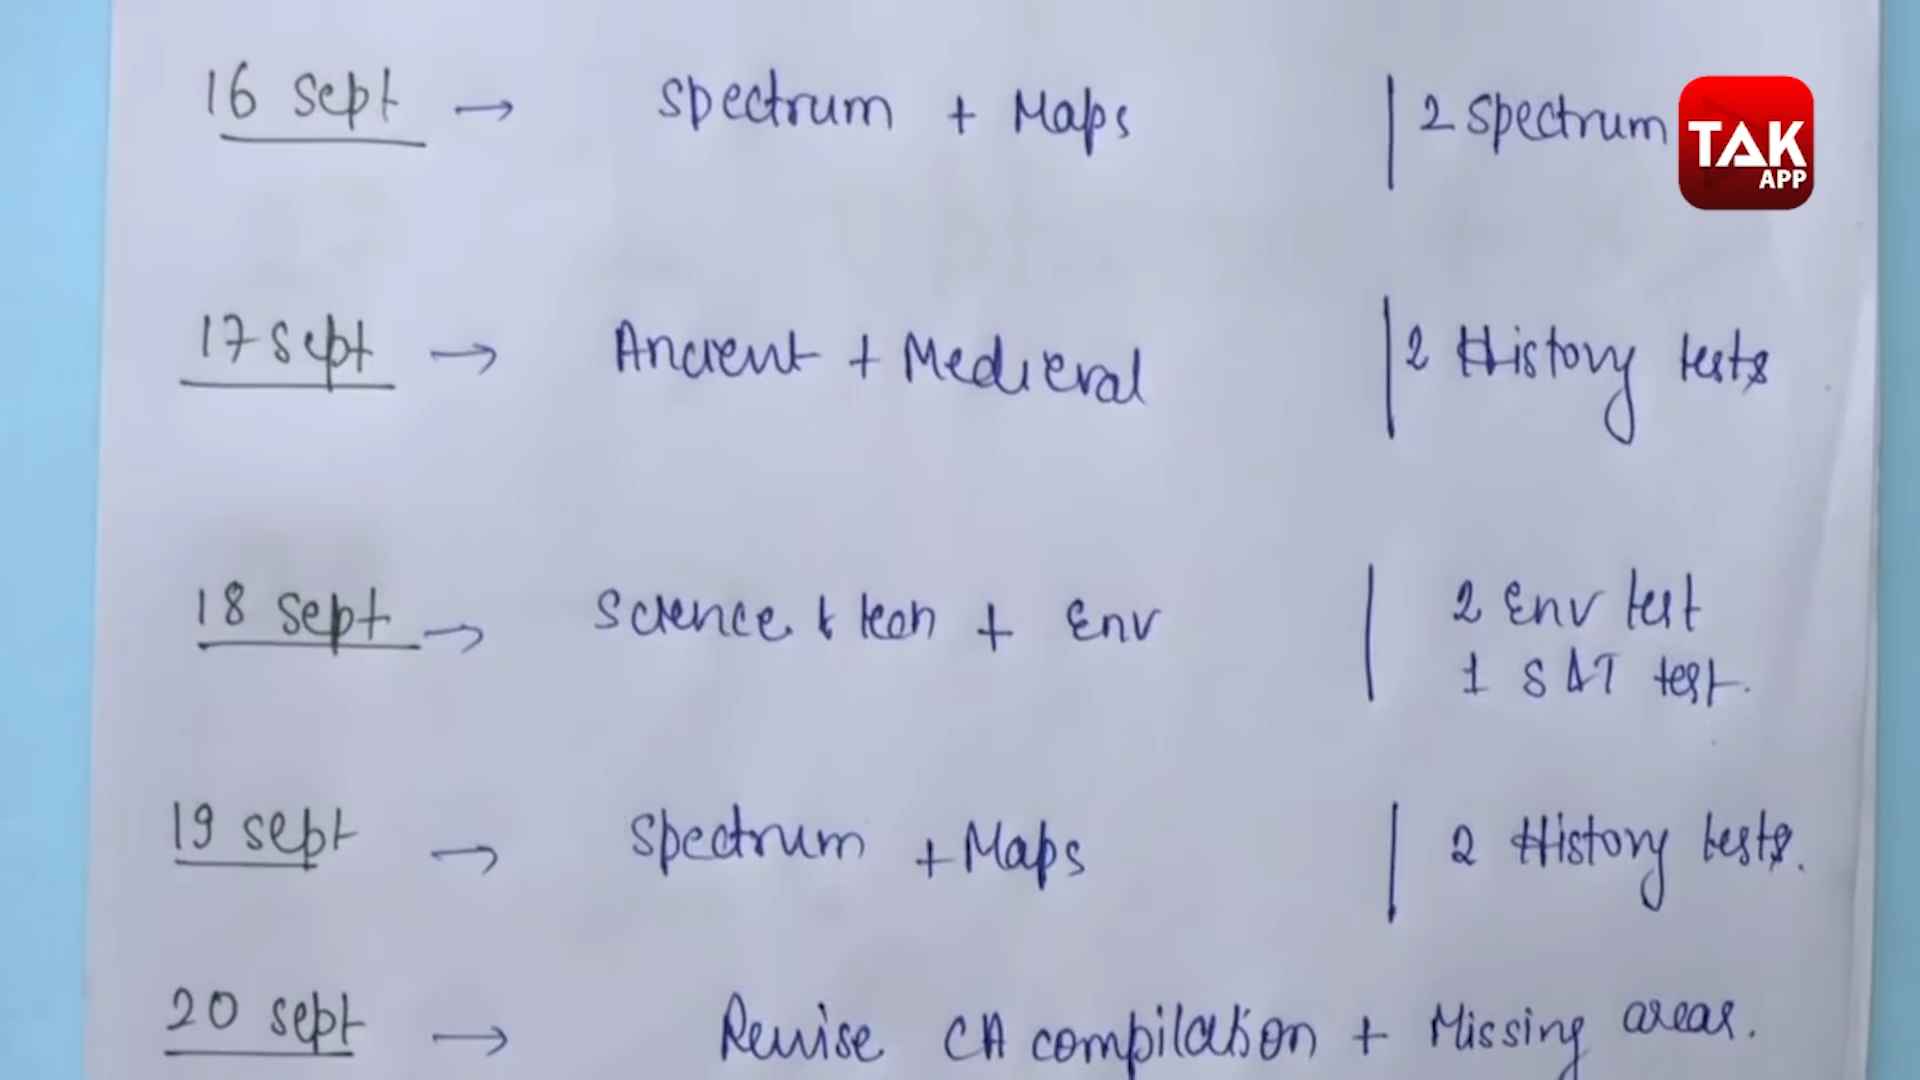 16 Sept → Spectrum + Maps | 2 Spectrum
TAK
APP
17 Sept → Ancient + Medieval | 2 History tests
18 Sept → Science & tech + Env | 2 Env test
1 S&T test.
19 Sept → Spectrum + Maps | 2 History tests.
20 Sept → Revise CA compilation + Missing areas.